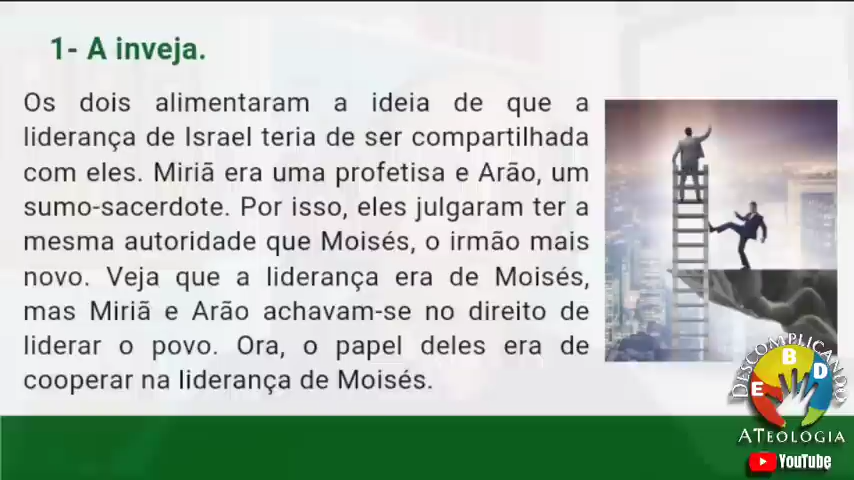 1- A inveja.
Os dois alimentaram a ideia de que a
liderança de Israel teria de ser compartilhada
com eles. Miriã era uma profetisa e Arão, um
sumo-sacerdote. Por isso, eles julgaram ter a
mesma autoridade que Moisés, o irmão mais
novo. Veja que a liderança era de Moisés,
mas Miriã e Arão achavam-se no direito de
liderar o povo. Ora, o papel deles era de
cooperar na liderança de Moisés.
DESCOMPLICANDO
EBD
ATEOLOGIA
YouTube